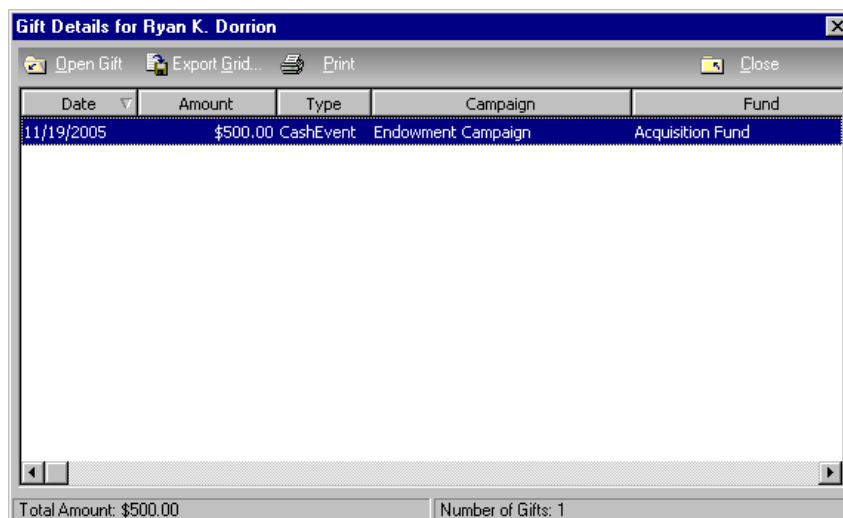 Gift Details for Ryan K. Dorrion
Open Gift Export Grid... Print Close
Date Amount Type Campaign Fund
11/19/2005 $500.00 CashEvent Endowment Campaign Acquisition Fund
Total Amount: $500.00 Number of Gifts: 1